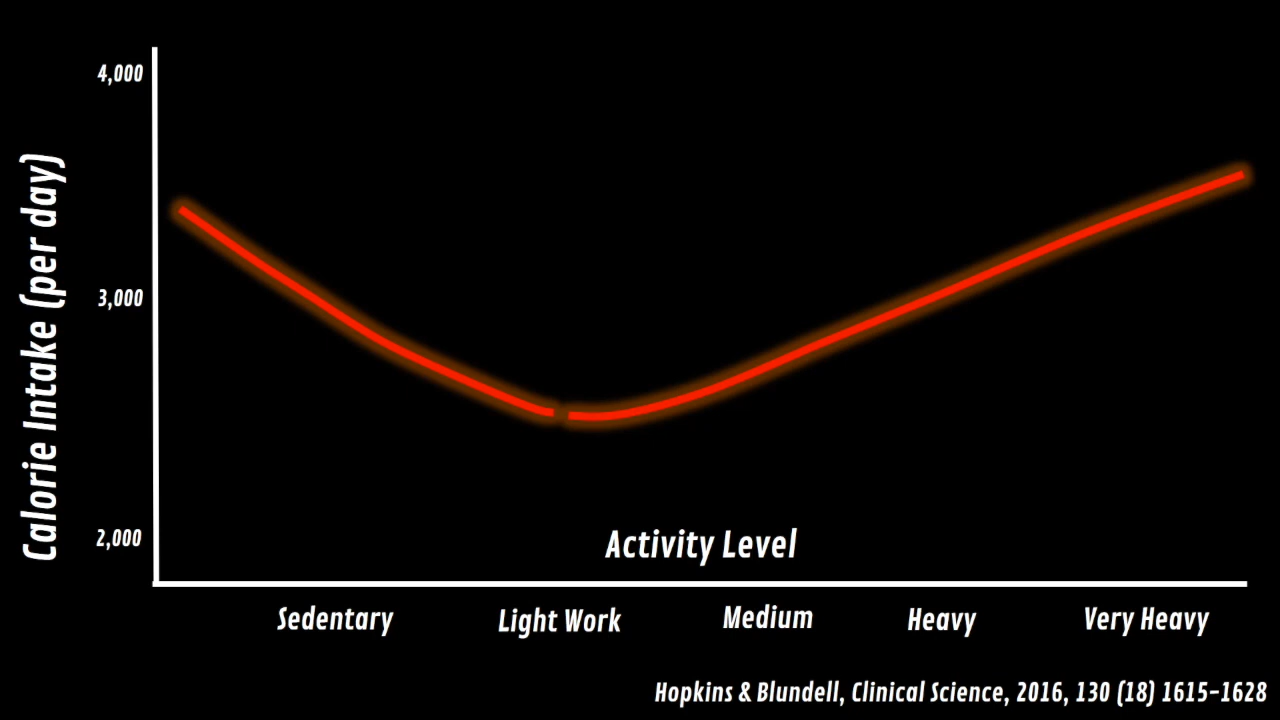 4,000
3,000
2,000
Calorie Intake (per day)
Activity Level
Sedentary
Light Work
Medium
Heavy
Very Heavy
Hopkins & Blundell, Clinical Science, 2016, 130 (18) 1615-1628